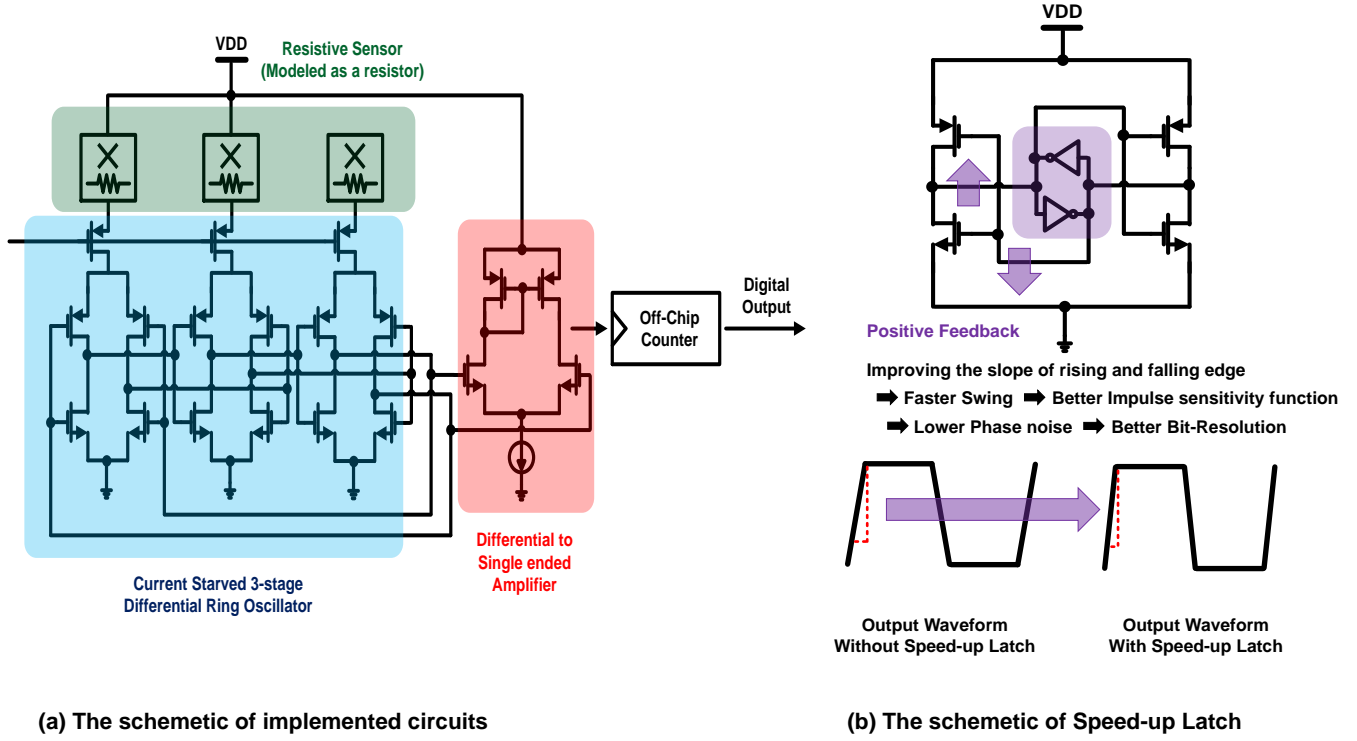 VDD
Resistive Sensor
(Modeled as a resistor)
Off-Chip
Counter
Digital
Output
Differential to
Single ended
Amplifier
Current Starved 3-stage
Differential Ring Oscillator
(a) The schemetic of implemented circuits
VDD
Positive Feedback
Improving the slope of rising and falling edge
Faster Swing Better Impulse sensitivity function
Lower Phase noise Better Bit-Resolution
Output Waveform
Without Speed-up Latch
Output Waveform
With Speed-up Latch
(b) The schemetic of Speed-up Latch